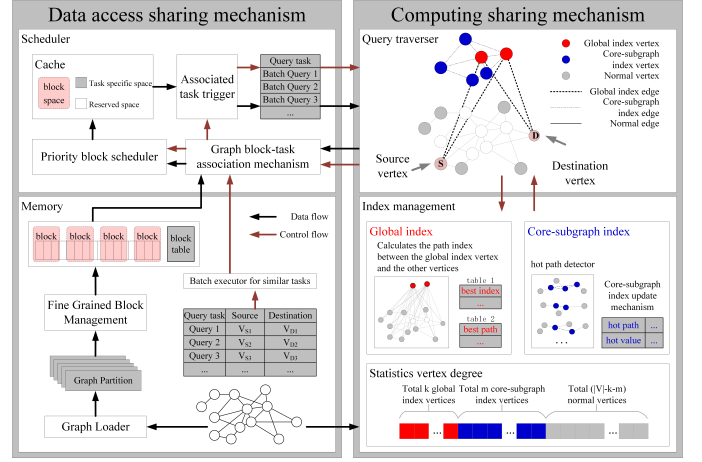 Data access sharing mechanism
Scheduler
Cache
block
space
Task specific space
Reserved space
Associated
task trigger
Query task
Batch Query 1
Batch Query 2
Batch Query 3
...
Priority block scheduler
Graph block-task
association mechanism
Memory
block
block
block
block
block
table
Data flow
Control flow
Batch executor for similar tasks
Fine Grained Block
Management
Query task Source Destination
Query 1 VS1 VD1
Query 2 VS2 VD2
Query 3 VS3 VD3
... ... ...
Graph Partition
Graph Loader
Computing sharing mechanism
Query traverser
Global index vertex
Core-subgraph
index vertex
Normal vertex
Global index edge
Core-subgraph
index edge
Normal edge
S
D
Source
vertex
Destination
vertex
Index management
Global index
Calculates the path index
between the global index vertex
and the other vertices
table 1
best index
...
table 2
best path
...
Core-subgraph index
hot path detector
Core-subgraph
index update
mechanism
hot path ...
hot value ...
...
Statistics vertex degree
Total k global
index vertices
Total m core-subgraph
index vertices
Total (|V|-k-m)
normal vertices
... ... ...